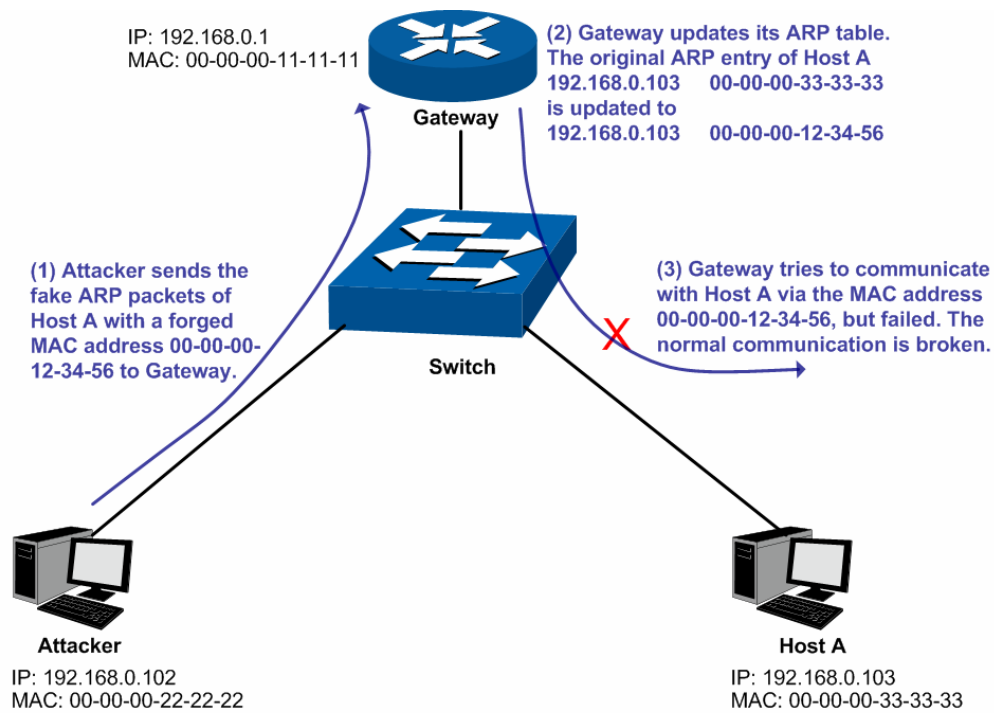 IP: 192.168.0.1
MAC: 00-00-00-11-11-11
Gateway
(2) Gateway updates its ARP table.
The original ARP entry of Host A
192.168.0.103 00-00-00-33-33-33
is updated to
192.168.0.103 00-00-00-12-34-56
(1) Attacker sends the
fake ARP packets of
Host A with a forged
MAC address 00-00-00-
12-34-56 to Gateway.
Switch
(3) Gateway tries to communicate
with Host A via the MAC address
00-00-00-12-34-56, but failed. The
normal communication is broken.
X
Attacker
IP: 192.168.0.102
MAC: 00-00-00-22-22-22
Host A
IP: 192.168.0.103
MAC: 00-00-00-33-33-33